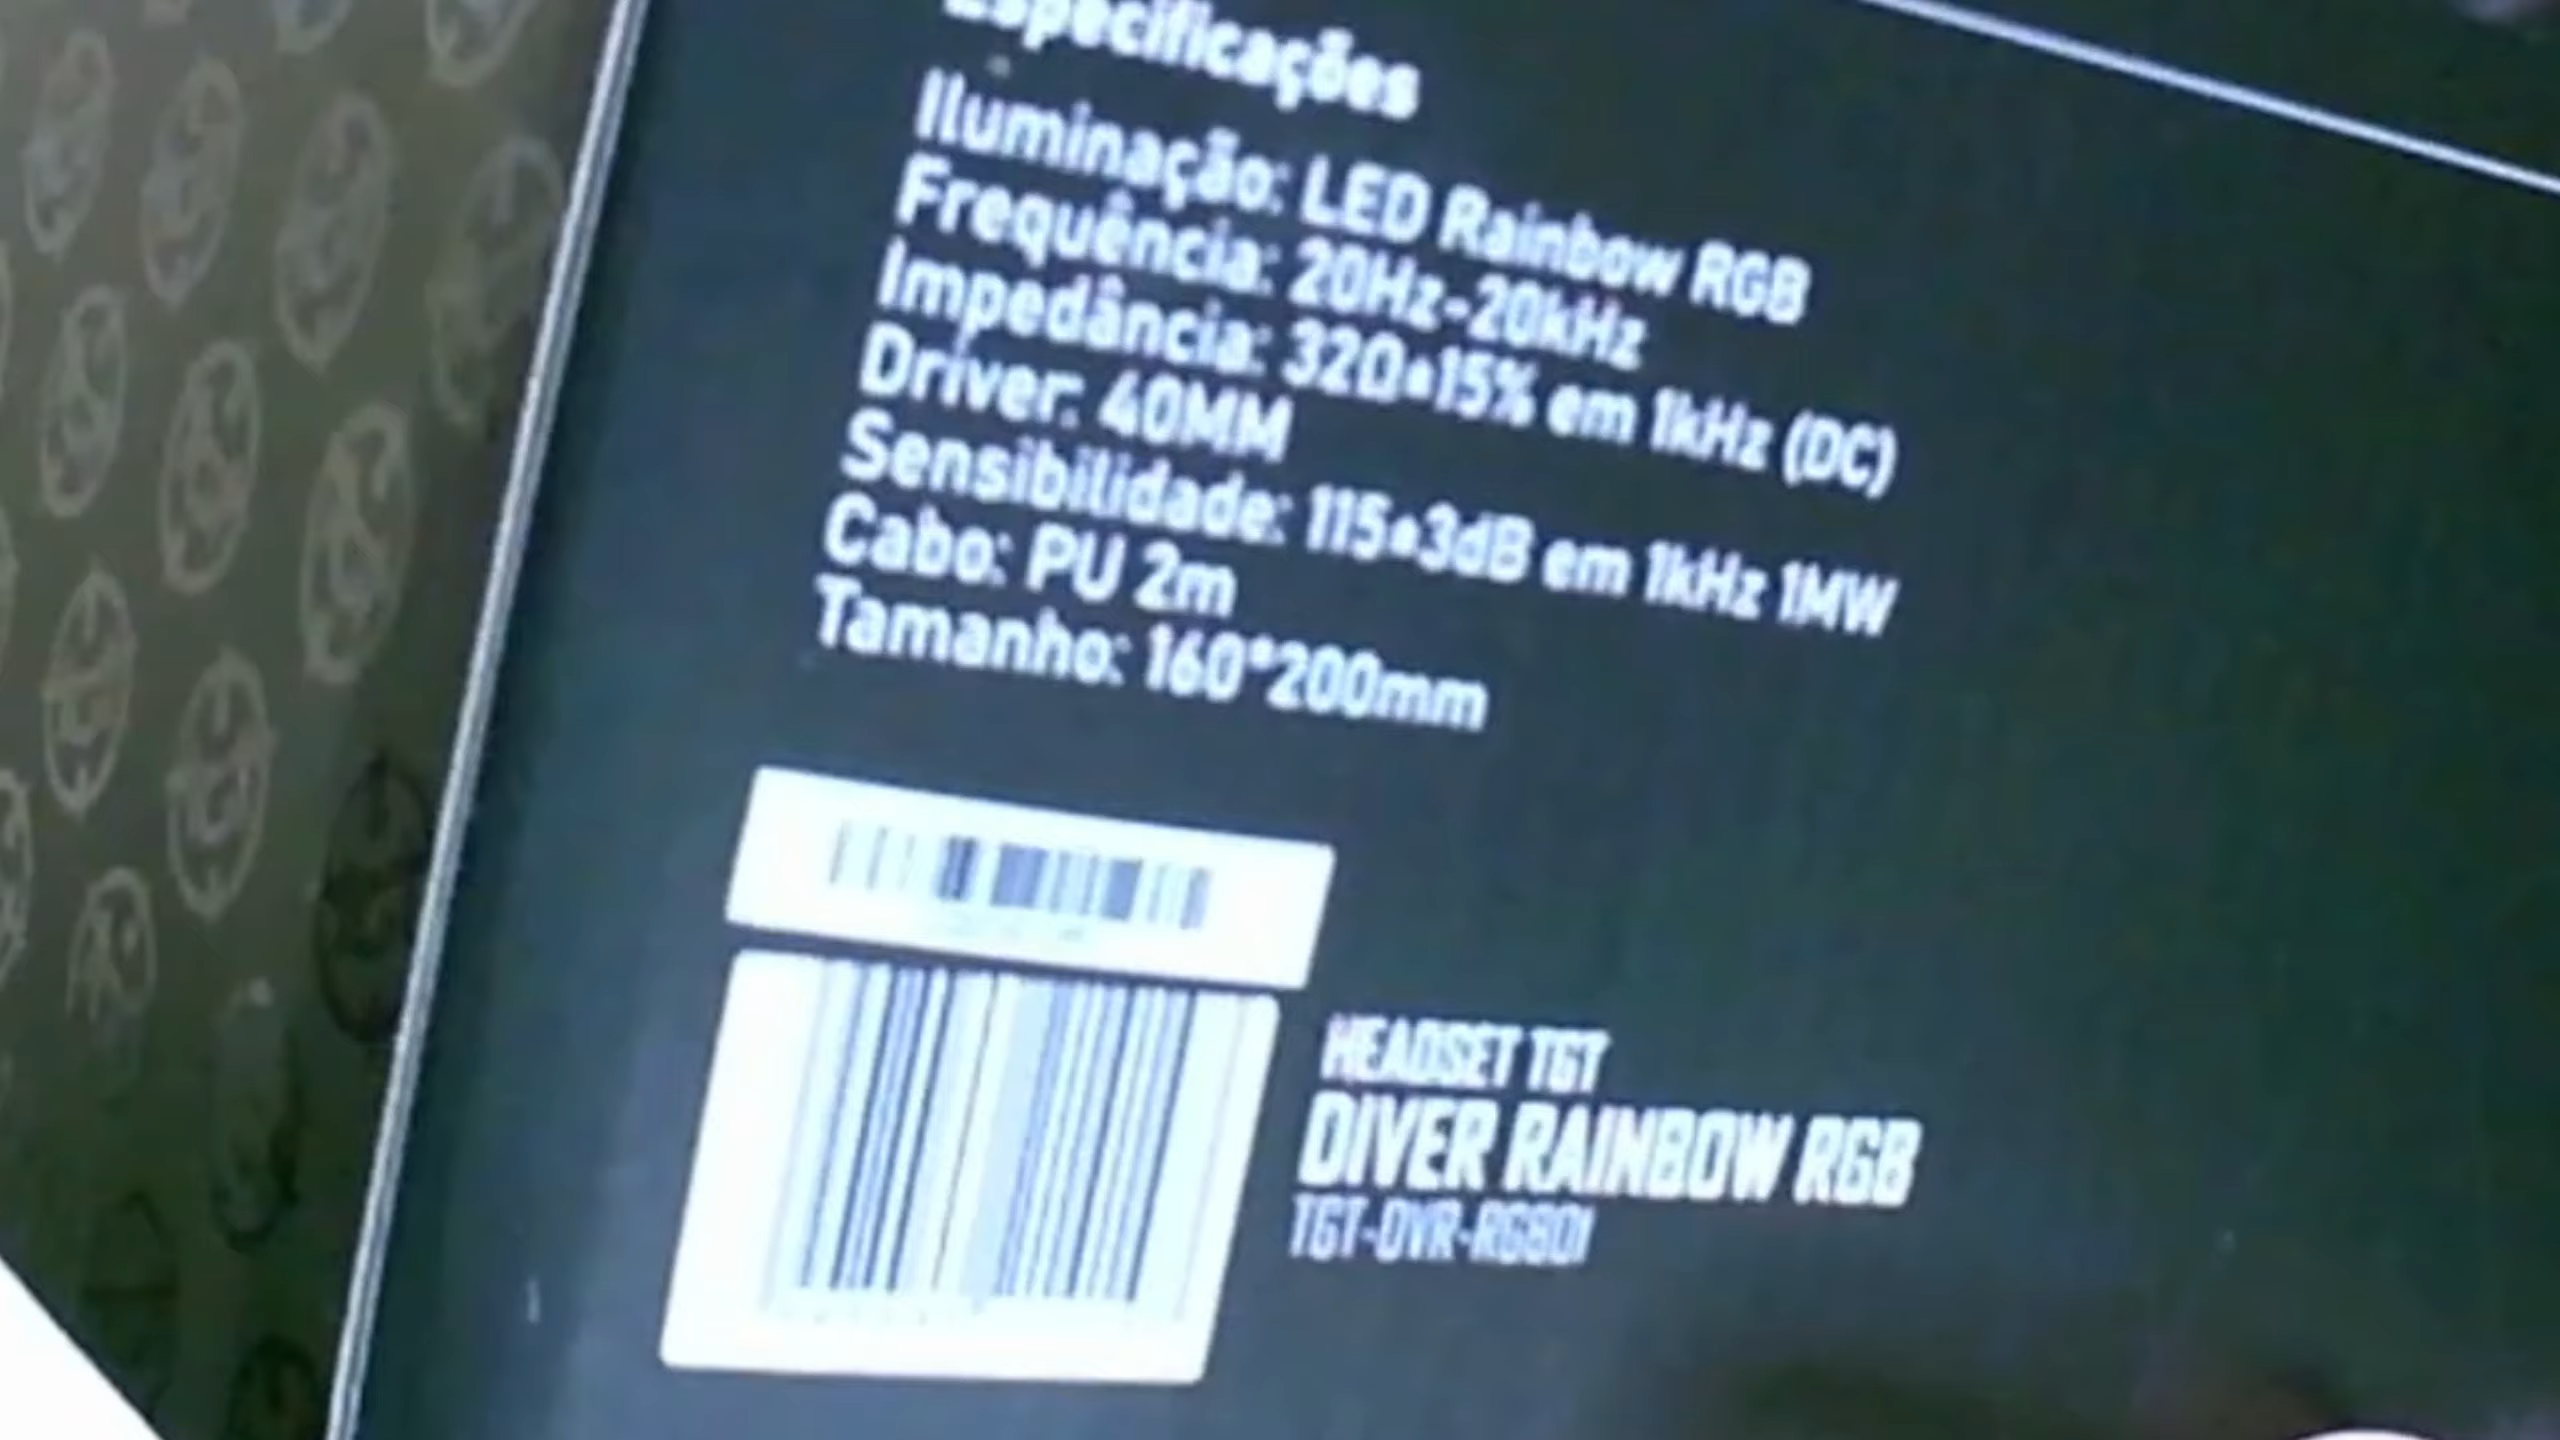 Especificações
Iluminação: LED Rainbow RGB
Frequência: 20Hz-20kHz
Impedância: 32Ω±15% em 1kHz (DC)
Driver: 40MM
Sensibilidade: 115±3dB em 1kHz 1MW
Cabo: PU 2m
Tamanho: 160*200mm
HEADSET TGT
DIVER RAINBOW RGB
TGT-DVR-RGB01